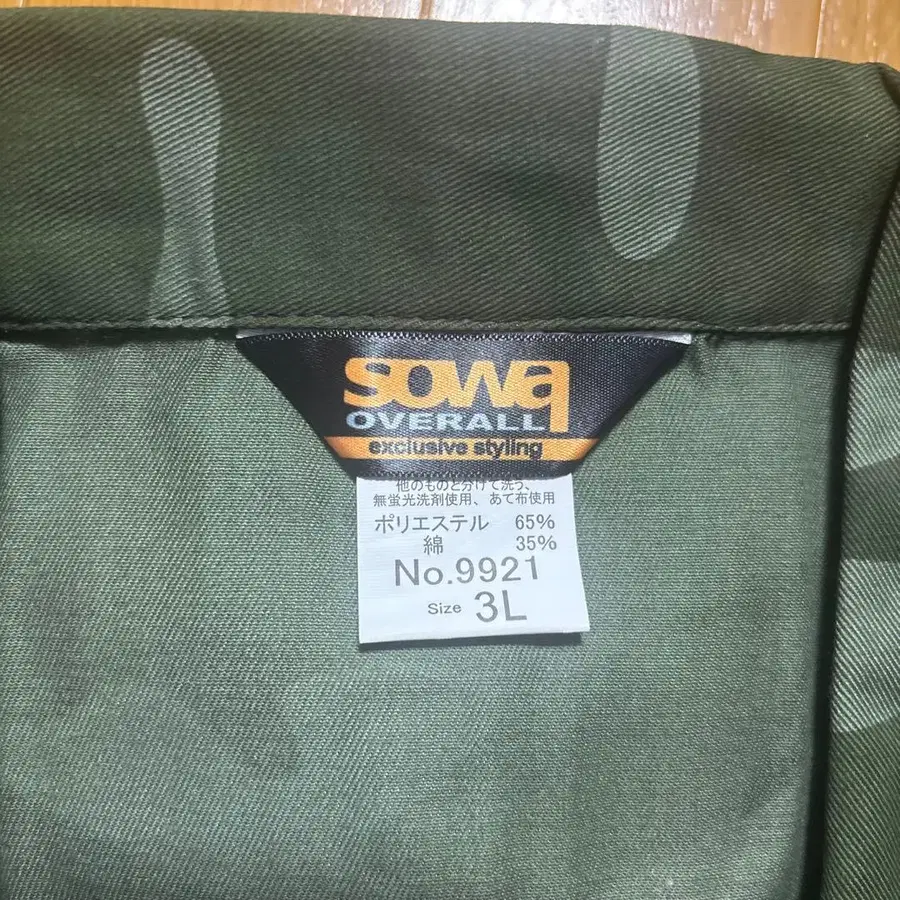 sowa
OVERALL
exclusive styling
他のものと分けて洗う、
無蛍光洗剤使用、あて布使用
ポリエステル 65%
綿 35%
No.9921
Size 3L